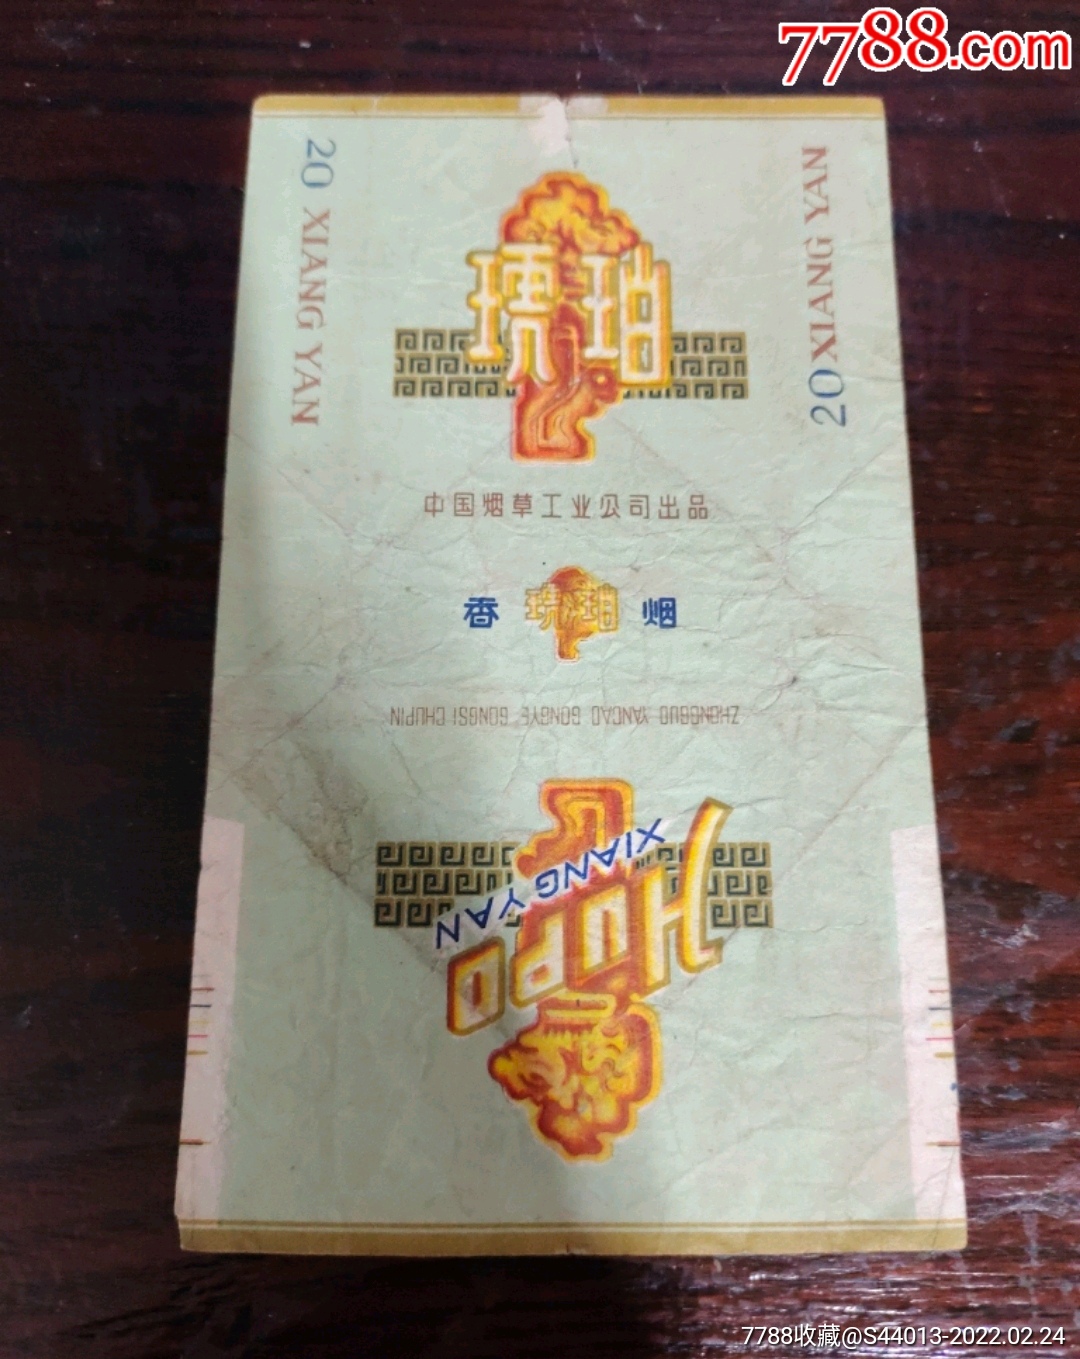 7788.com
20 XIANG YAN
20 XIANG YAN
琥珀
中国烟草工业公司出品
香 琥珀 烟
ZHONGGUO YANCAO GONGYE GONGSI CHUPIN
HUPO
XIANG YAN
7788收藏@S44013-2022.02.24